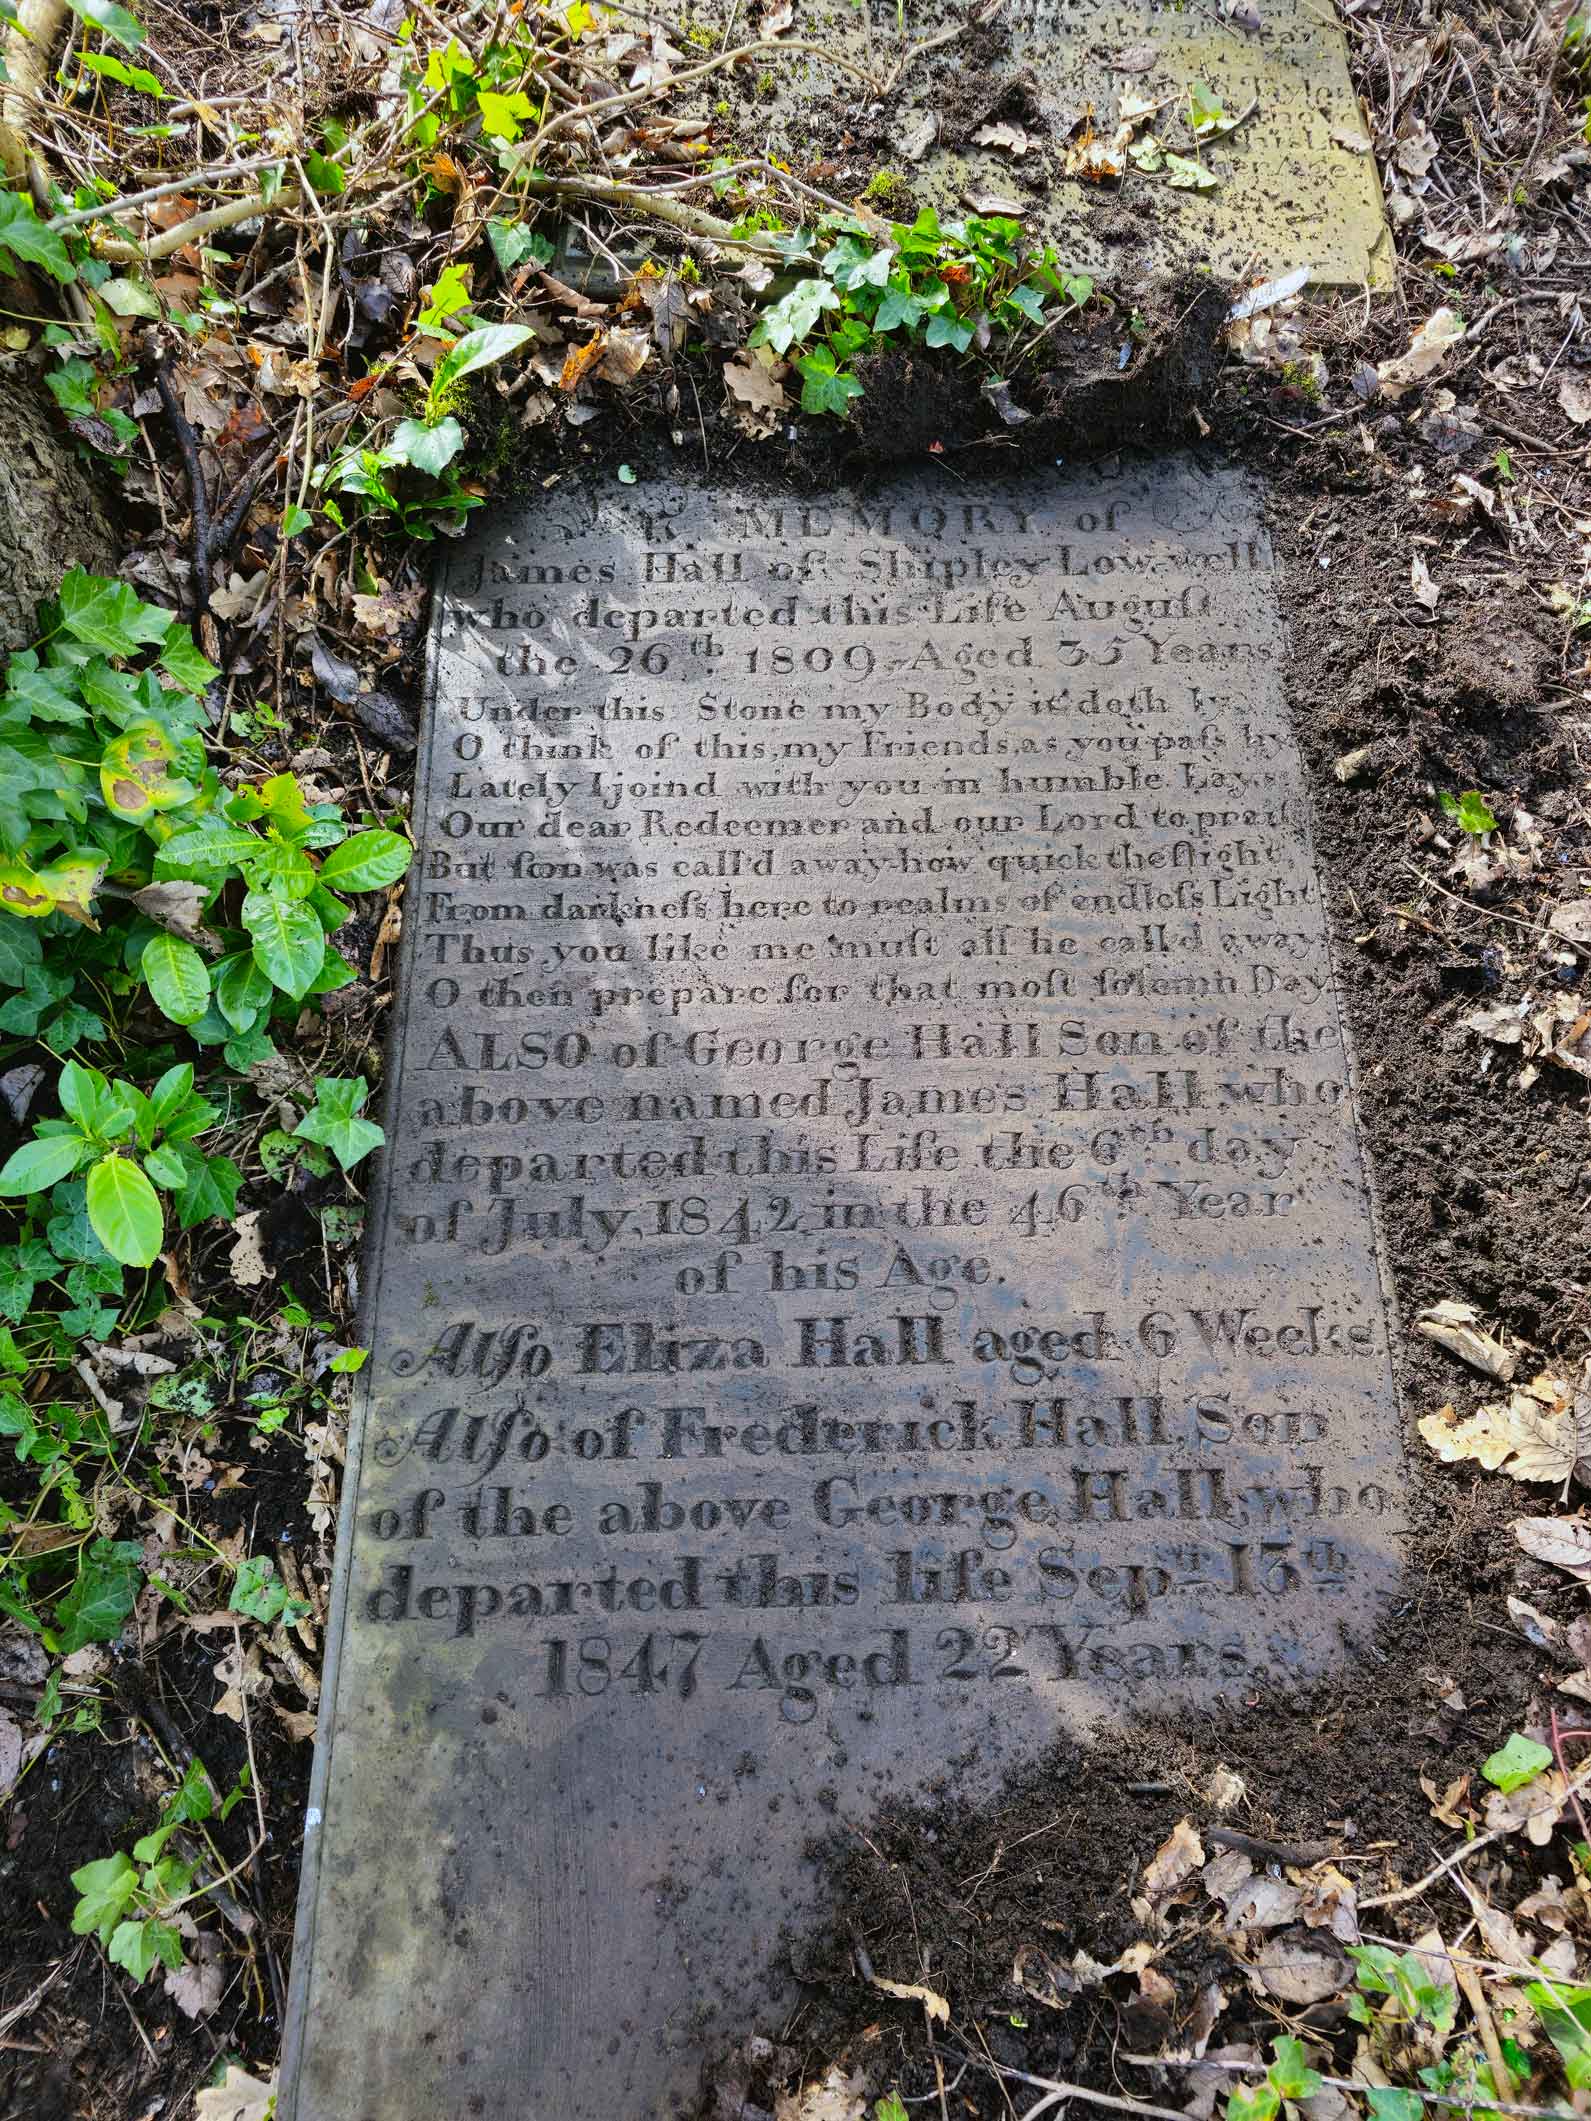 to the
Taylor
Age
IN MEMORY of
James Hall of Shipley Low-well
who departed this Life Auguſt
the 26th. 1809, Aged 35 Years
Under this Stone my Body it doth ly
O think of this, my Friends, as you paſs by
Lately I joind with you in humble Lays
Our dear Redeemer and our Lord to praiſe
But ſoon was call'd away how quick the flight,
From darkneſs here to realms of endleſs Light
Thus you like me muſt all be call'd away
O then prepare for that moſt ſolemn Day
ALSO of George Hall Son of the
above named James Hall, who
departed this Life the 6th day
of July, 1842, in the 46th. Year
of his Age.
Alſo Eliza Hall aged 6 Weeks.
Alſo of Frederick Hall, Son
of the above George Hall, who
departed this life Sepr 13th
1847 Aged 22 Years.